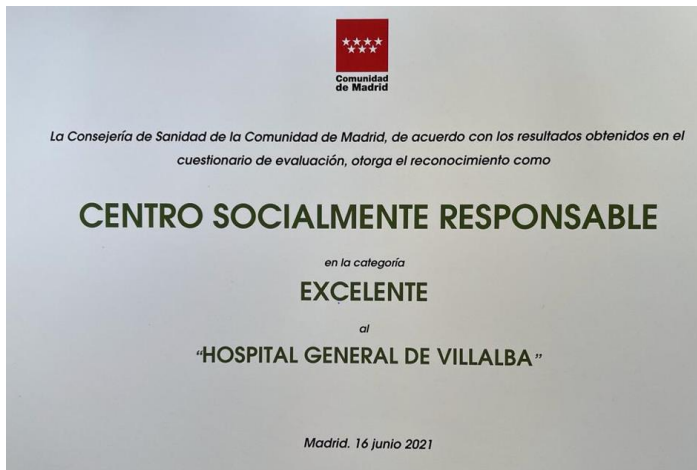 Comunidad
de Madrid
La Consejería de Sanidad de la Comunidad de Madrid, de acuerdo con los resultados obtenidos en el
cuestionario de evaluación, otorga el reconocimiento como
CENTRO SOCIALMENTE RESPONSABLE
en la categoría
EXCELENTE
al
“HOSPITAL GENERAL DE VILLALBA”
Madrid. 16 junio 2021